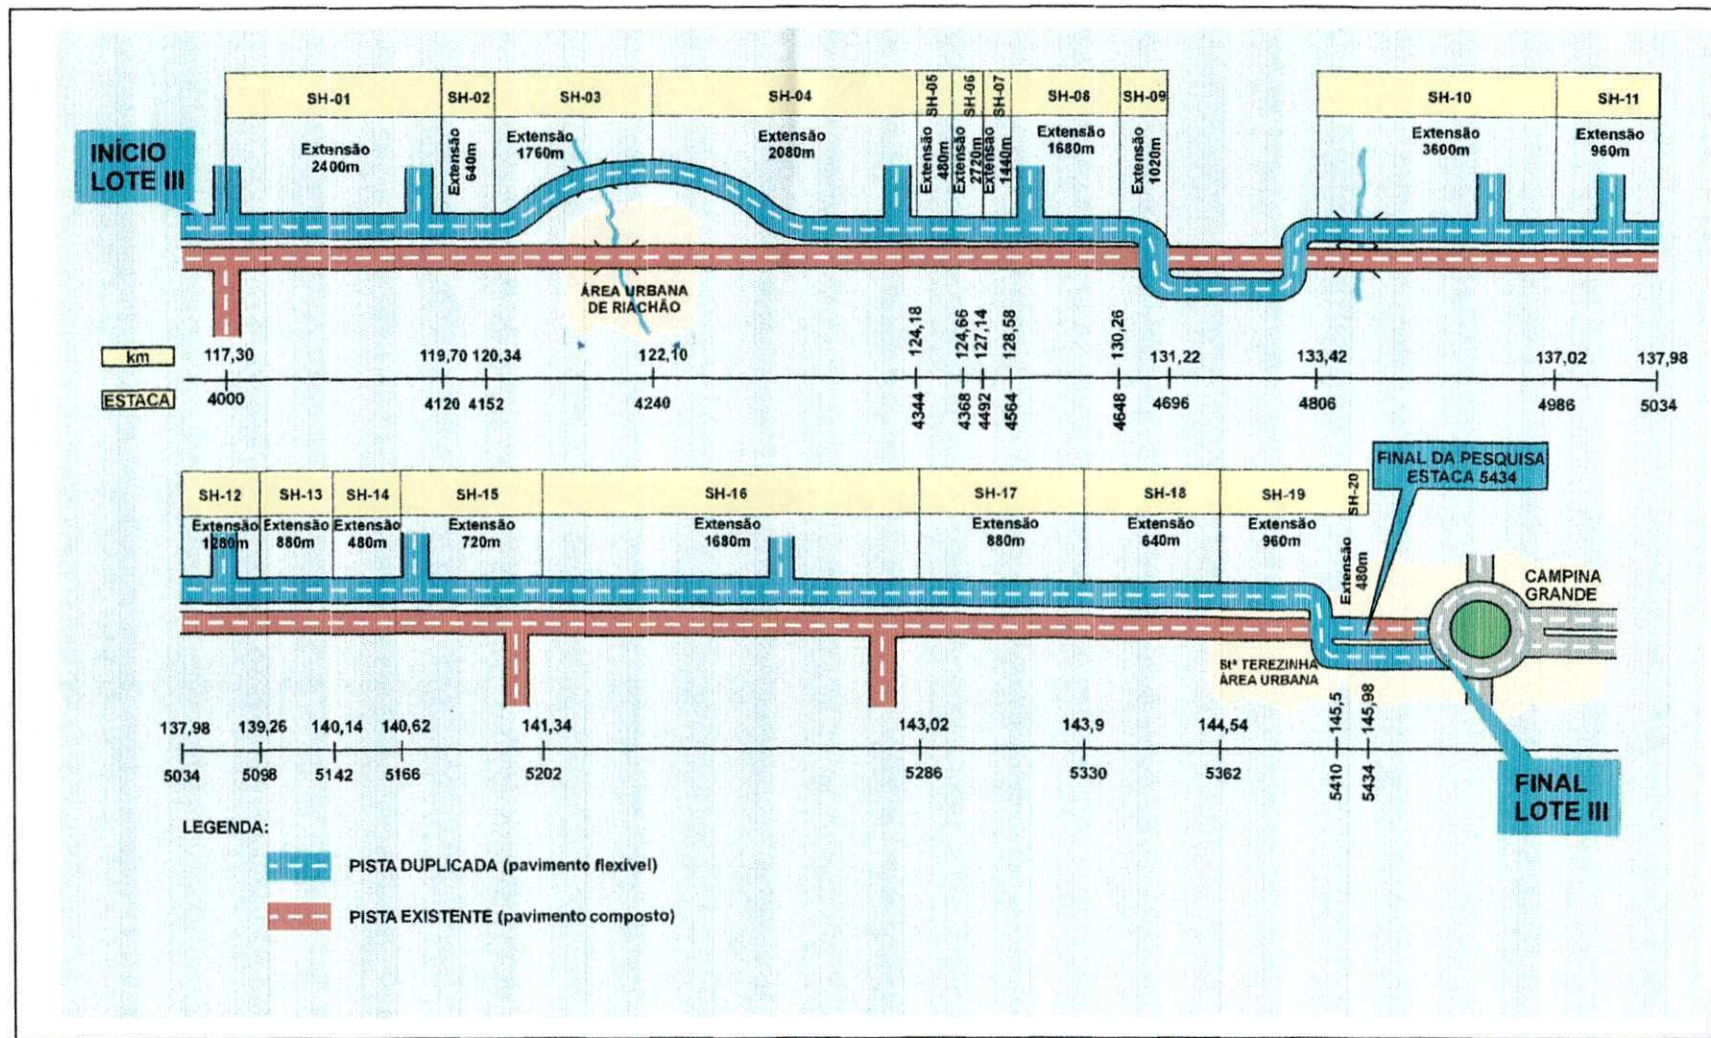 SH-01 SH-02 SH-03 SH-04 SH-05 SH-06 SH-07 SH-08 SH-09 SH-10 SH-11
INÍCIO
LOTE III
Extensão
2400m
Extensão
640m
Extensão
1760m
Extensão
2080m
Extensão
480m
Extensão
2720m
Extensão
1440m
Extensão
1680m
Extensão
1020m
Extensão
3600m
Extensão
960m
ÁREA URBANA
DE RIACHÃO
km 117,30 119,70 120,34 122,10 124,18 124,66 127,14 128,58 130,26 131,22 133,42 137,02 137,98
ESTACA 4000 4120 4152 4240 4344 4368 4492 4564 4648 4696 4806 4986 5034
SH-12 SH-13 SH-14 SH-15 SH-16 SH-17 SH-18 SH-19 SH-20
FINAL DA PESQUISA
ESTACA 5434
Extensão
1280m
Extensão
880m
Extensão
480m
Extensão
720m
Extensão
1680m
Extensão
880m
Extensão
640m
Extensão
960m
Extensão
480m
CAMPINA
GRANDE
Stª TEREZINHA
ÁREA URBANA
137,98 139,26 140,14 140,62 141,34 143,02 143,9 144,54 145,5 145,98
5034 5098 5142 5166 5202 5286 5330 5362 5410 5434
FINAL
LOTE III
LEGENDA:
PISTA DUPLICADA (pavimento flexível)
PISTA EXISTENTE (pavimento composto)